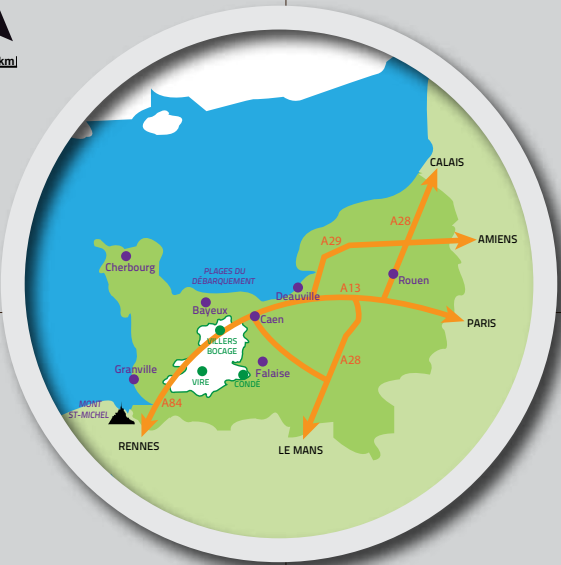 km
CALAIS
A28
AMIENS
A29
Cherbourg
PLAGES DU
DÉBARQUEMENT
Rouen
Deauville
A13
Bayeux
Caen
PARIS
VILLERS
BOCAGE
A28
Granville
Falaise
VIRE
CONDÉ
MONT
ST-MICHEL
A84
RENNES
LE MANS